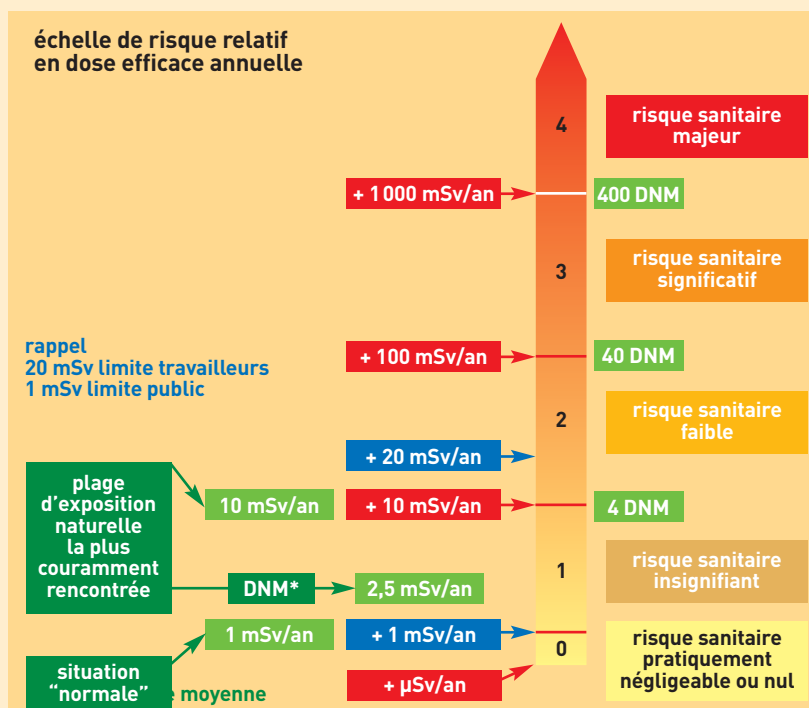 échelle de risque relatif
en dose efficace annuelle
4
risque sanitaire
majeur
+ 1 000 mSv/an
400 DNM
3
risque sanitaire
significatif
rappel
20 mSv limite travailleurs
1 mSv limite public
+ 100 mSv/an
40 DNM
2
risque sanitaire
faible
+ 20 mSv/an
plage
d’exposition
naturelle
la plus
couramment
rencontrée
10 mSv/an
+ 10 mSv/an
4 DNM
1
risque sanitaire
insignifiant
DNM*
2,5 mSv/an
1 mSv/an
+ 1 mSv/an
0
risque sanitaire
pratiquement
négligeable ou nul
situation
“normale”
moyenne
+ µSv/an